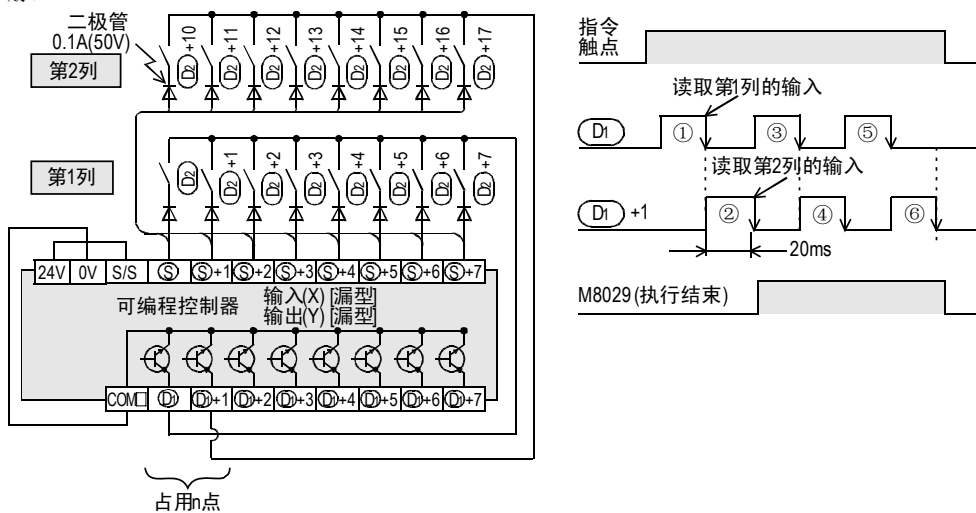 二极管
0.1A(50V)
第2列
D2 +10
D2 +11
D2 +12
D2 +13
D2 +14
D2 +15
D2 +16
D2 +17
第1列
D2
D2 +1
D2 +2
D2 +3
D2 +4
D2 +5
D2 +6
D2 +7
24V 0V S/S S S+1 S+2 S+3 S+4 S+5 S+6 S+7
可编程控制器
输入(X) [漏型]
输出(Y) [漏型]
COM□ D1 D1+1 D1+2 D1+3 D1+4 D1+5 D1+6 D1+7
占用n点
指令
触点
读取第1列的输入
D1 ① ③ ⑤
读取第2列的输入
D1 +1 ② ④ ⑥
20ms
M8029(执行结束)